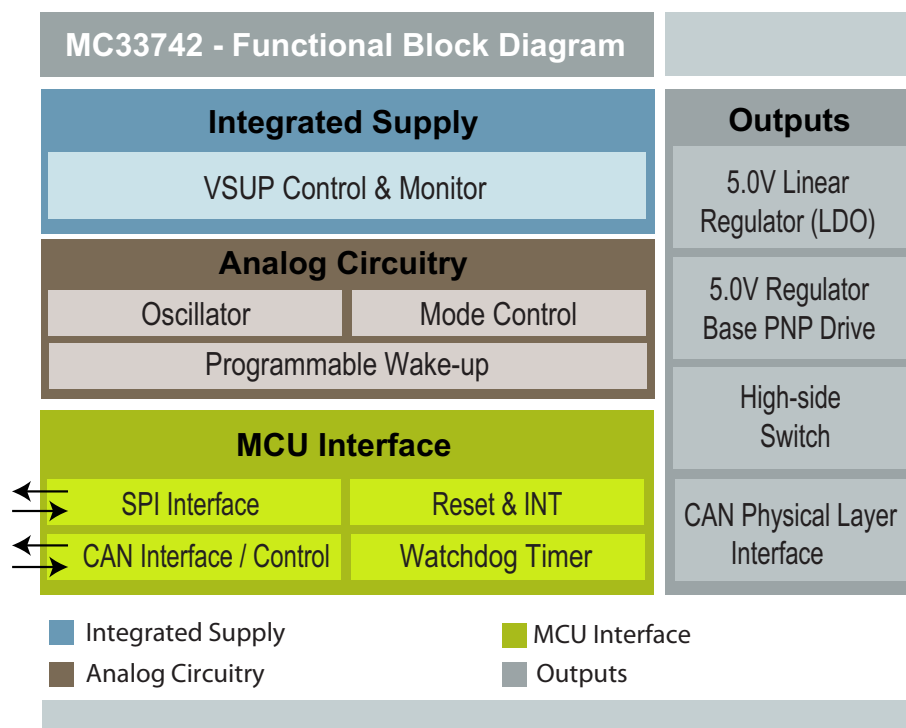 MC33742 - Functional Block Diagram
Integrated Supply
VSUP Control & Monitor
Analog Circuitry
Oscillator
Mode Control
Programmable Wake-up
MCU Interface
SPI Interface
Reset & INT
CAN Interface / Control
Watchdog Timer
Outputs
5.0V Linear
Regulator (LDO)
5.0V Regulator
Base PNP Drive
High-side
Switch
CAN Physical Layer
Interface
Integrated Supply
MCU Interface
Analog Circuitry
Outputs